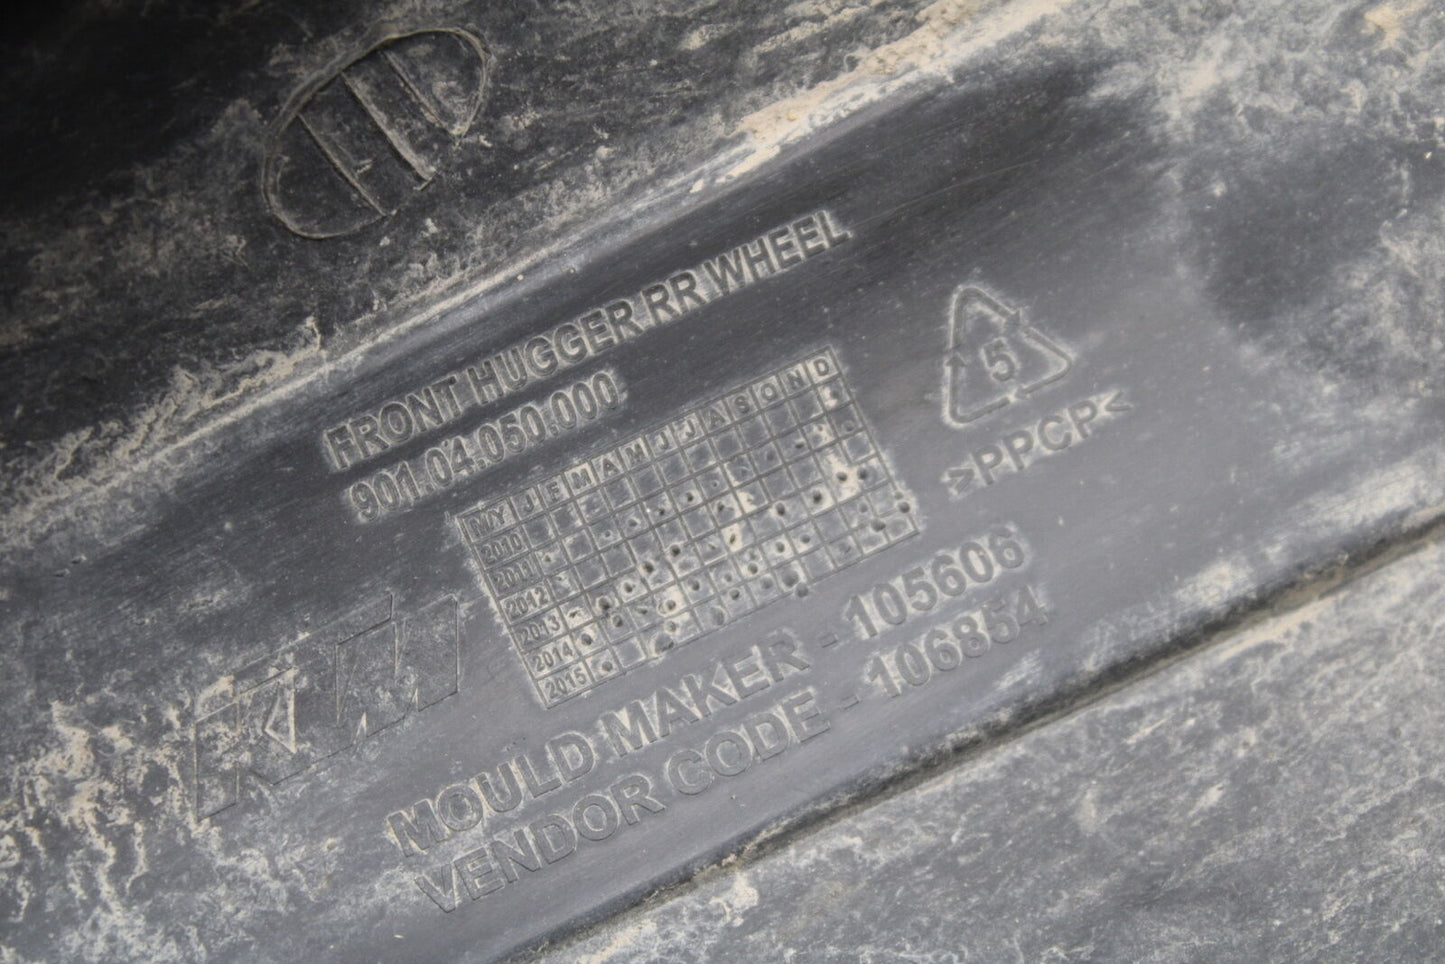 FRONT HUGGER RR WHEEL
901.04.050.000
M/Y J F M A M J J A S O N D
2010
2011
2012
2013
2014
2015
5
>PPCP<
KTM
MOULD MAKER - 105606
VENDOR CODE - 106854